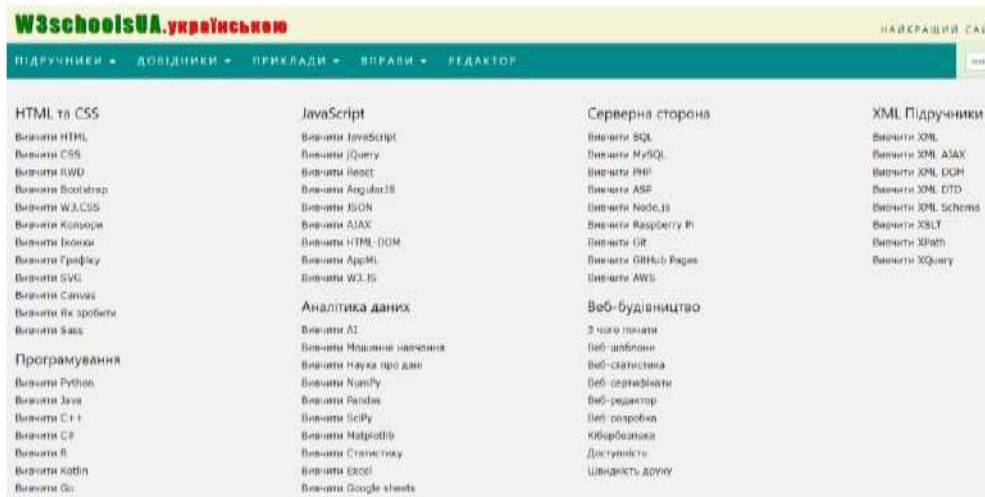 W3schoolsUA.українською
НАЙКРАЩИЙ
ПІДРУЧНИКИ ДОВІДНИКИ ПРИКЛАДИ ВПРАВИ РЕДАКТОР
HTML та CSS
Вивчити HTML
Вивчити CSS
Вивчити RWD
Вивчити Bootstrap
Вивчити W3.CSS
Вивчити Кольори
Вивчити Іконки
Вивчити Графіку
Вивчити SVG
Вивчити Canvas
Вивчити Як зробити
Вивчити Sass
Програмування
Вивчити Python
Вивчити Java
Вивчити C++
Вивчити C#
Вивчити R
Вивчити Kotlin
Вивчити Go
JavaScript
Вивчити JavaScript
Вивчити jQuery
Вивчити React
Вивчити AngularJS
Вивчити JSON
Вивчити AJAX
Вивчити HTML-DOM
Вивчити AppML
Вивчити W3.JS
Аналітика даних
Вивчити AI
Вивчити Машинне навчання
Вивчити Наука про дані
Вивчити NumPy
Вивчити Pandas
Вивчити SciPy
Вивчити Matplotlib
Вивчити Статистику
Вивчити Excel
Вивчити Google sheets
Серверна сторона
Вивчити SQL
Вивчити MySQL
Вивчити PHP
Вивчити ASP
Вивчити Node.js
Вивчити Raspberry Pi
Вивчити Git
Вивчити GitHub Pages
Вивчити AWS
Веб-будівництво
З чого почати
Веб-шаблони
Веб-статистика
Веб-сертифікати
Веб-редактор
Веб-розробка
Кібербезпека
Доступність
Швидкість друку
XML Підручники
Вивчити XML
Вивчити XML AJAX
Вивчити XML DOM
Вивчити XML DTD
Вивчити XML Schema
Вивчити XSLT
Вивчити XPath
Вивчити XQuery